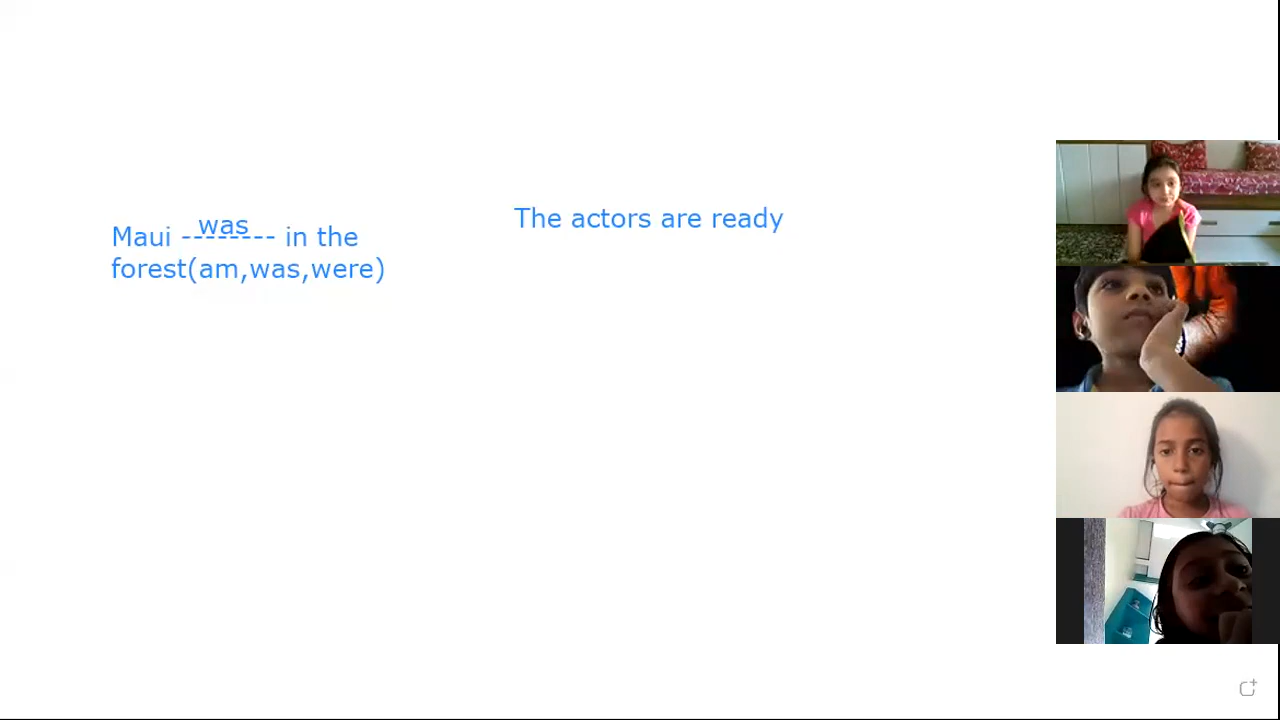 was
Maui -------- in the
forest(am,was,were)
The actors are ready